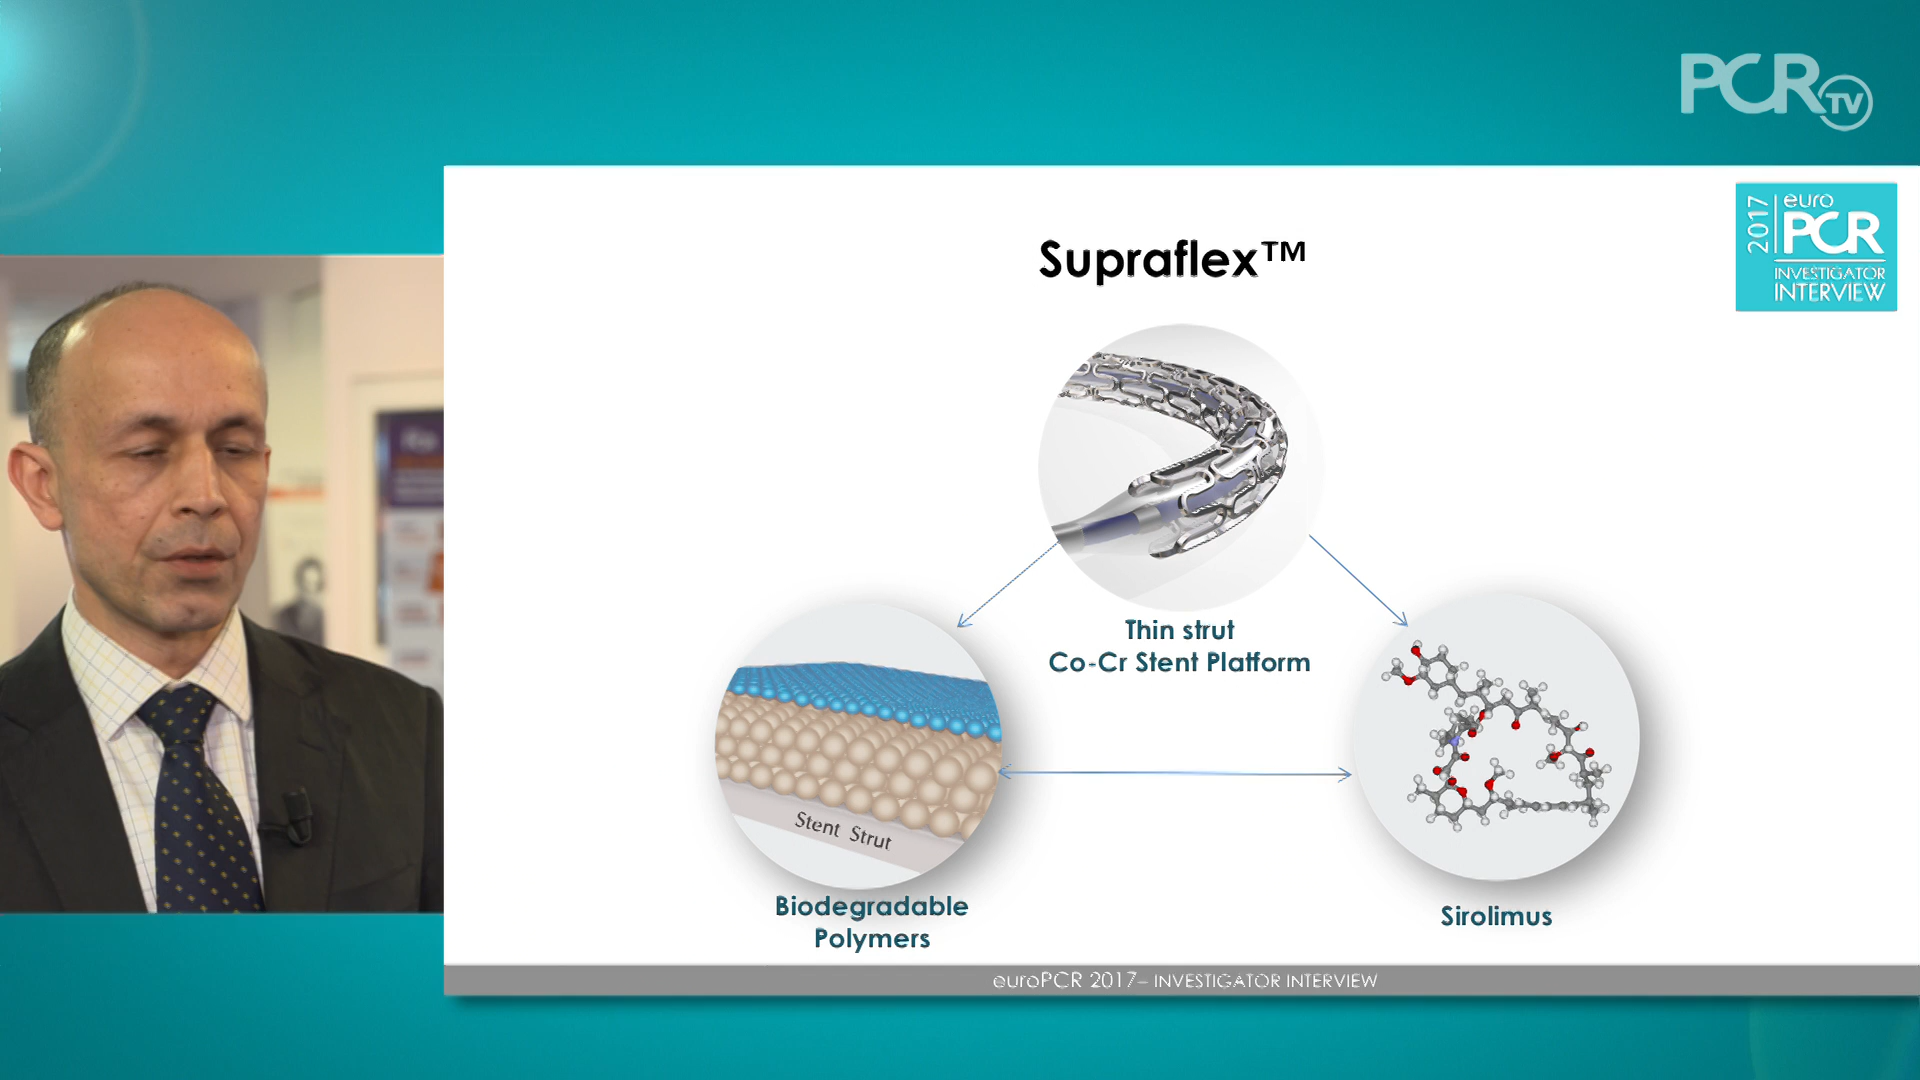 PCR TV
2017
euro
PCR
INVESTIGATOR
INTERVIEW
Supraflex™
Thin strut
Co-Cr Stent Platform
Stent Strut
Biodegradable
Polymers
Sirolimus
euroPCR 2017– INVESTIGATOR INTERVIEW